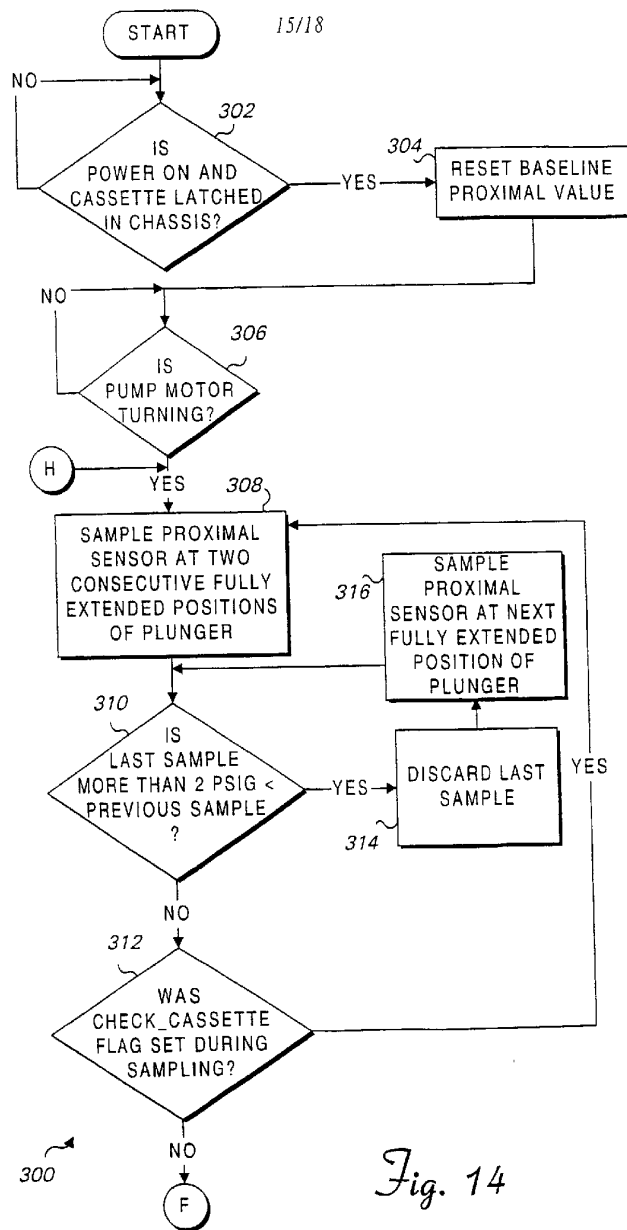 15/18
START
NO
302
IS
POWER ON AND
CASSETTE LATCHED
IN CHASSIS?
YES
304
RESET BASELINE
PROXIMAL VALUE
NO
306
IS
PUMP MOTOR
TURNING?
H
YES
308
SAMPLE PROXIMAL
SENSOR AT TWO
CONSECUTIVE FULLY
EXTENDED POSITIONS
OF PLUNGER
316
SAMPLE
PROXIMAL
SENSOR AT NEXT
FULLY EXTENDED
POSITION OF
PLUNGER
310
IS
LAST SAMPLE
MORE THAN 2 PSIG <
PREVIOUS SAMPLE
?
YES
DISCARD LAST
SAMPLE
314
YES
NO
312
WAS
CHECK_CASSETTE
FLAG SET DURING
SAMPLING?
NO
300
F
Fig. 14